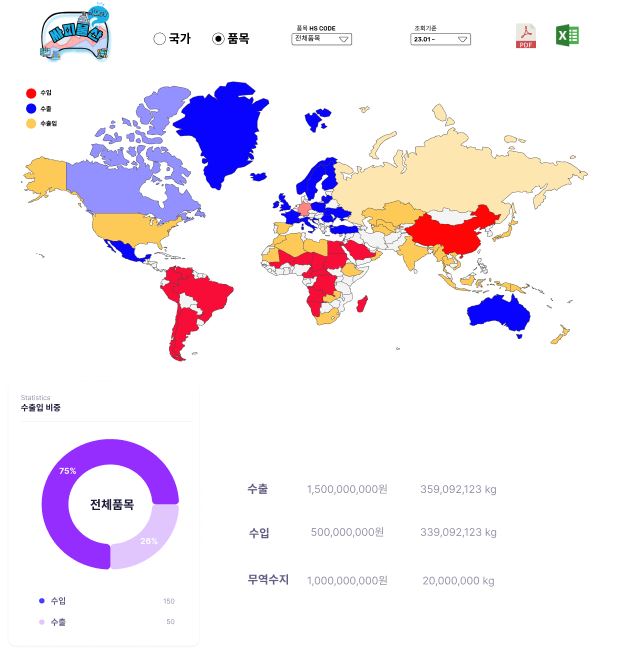 국가
품목
품목 HS CODE
전체품목
조회기준
23.01 ~
PDF
X
수입
수출
수출입
Statistics
수출입 비중
75%
전체품목
26%
수입 150
수출 50
수출 1,500,000,000원 359,092,123 kg
수입 500,000,000원 339,092,123 kg
무역수지 1,000,000,000원 20,000,000 kg